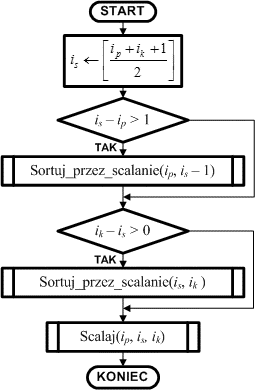 START
i_s ← [ (i_p + i_k + 1) / 2 ]
i_s – i_p > 1
TAK
Sortuj_przez_scalanie(i_p, i_s – 1)
i_k – i_s > 0
TAK
Sortuj_przez_scalanie(i_s, i_k )
Scalaj(i_p, i_s, i_k)
KONIEC